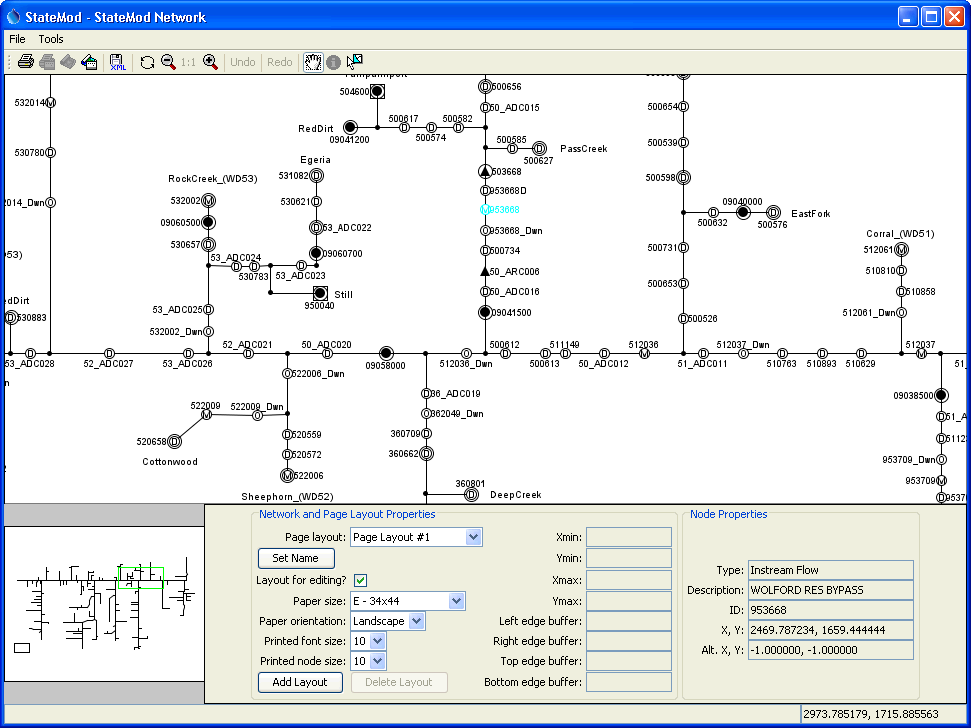 StateMod - StateMod Network
File Tools
XML 1:1 Undo Redo
532014
530780
2014_Dwn
53)
edDirt
530883
53_ADC028
52_ADC027
53_ADC026
RockCreek_(WD53)
532002
09060500
530657
53_ADC024
530783
53_ADC025
532002_Dwn
Egeria
531082
530621
53_ADC022
09060700
53_ADC023
950040
Still
504600
RedDirt
09041200
500617
500574
500582
500656
50_ADC015
500585
500627
PassCreek
503668
953668D
953668
953668_Dwn
500734
50_ARC006
50_ADC016
09041500
52_ADC021
50_ADC020
09058000
512036_Dwn
500612
500613
511149
50_ADC012
512036
51_ADC011
512037_Dwn
510763
510893
510629
512037
51_
500654
500539
500598
500632
09040000
500576
EastFork
500731
500653
500526
Corral_(WD51)
512061
510810
510858
512061_Dwn
522006_Dwn
522009
522009_Dwn
520658
Cottonwood
520559
520572
522006
Sheephorn_(WD52)
36_ADC019
362049_Dwn
360709
360662
360801
DeepCreek
09038500
51_A
5112
953709_Dwn
953709
95370
Network and Page Layout Properties
Page layout: Page Layout #1
Set Name
Layout for editing?
Paper size: E - 34x44
Paper orientation: Landscape
Printed font size: 10
Printed node size: 10
Add Layout Delete Layout
Xmin:
Ymin:
Xmax:
Ymax:
Left edge buffer:
Right edge buffer:
Top edge buffer:
Bottom edge buffer:
Node Properties
Type: Instream Flow
Description: WOLFORD RES BYPASS
ID: 953668
X, Y: 2469.787234, 1659.444444
Alt. X, Y: -1.000000, -1.000000
2973.785179, 1715.885563